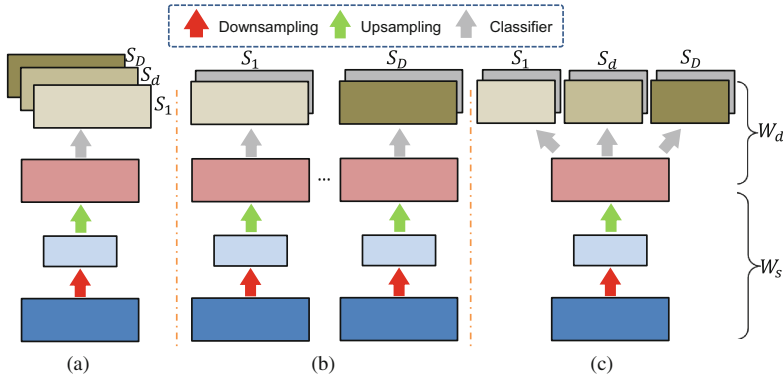 Downsampling Upsampling Classifier
S_D
S_d
S_1
S_1
S_D
S_1
S_d
S_D
W_d
...
W_s
(a)
(b)
(c)